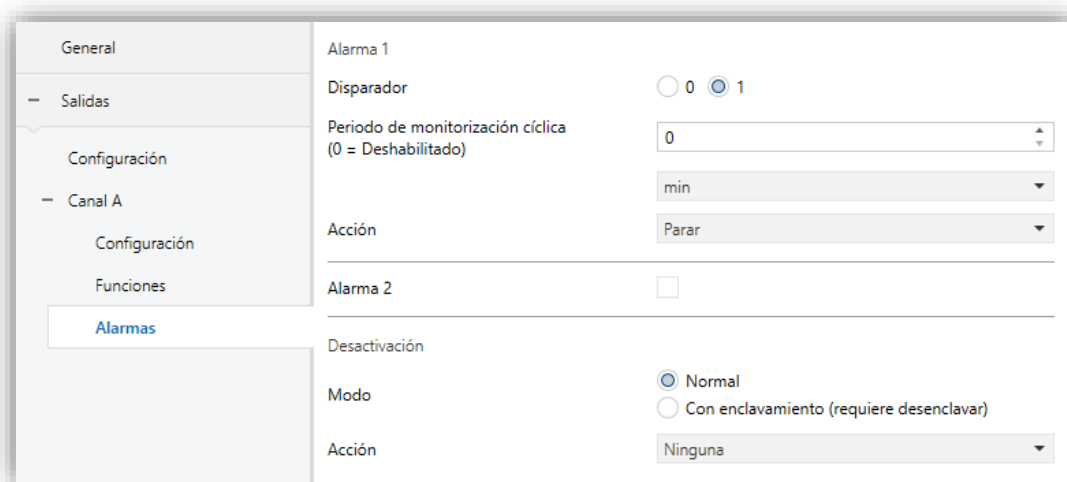 General
Salidas
Configuración
Canal A
Configuración
Funciones
Alarmas
Alarma 1
Disparador
0 1
Periodo de monitorización cíclica
(0 = Deshabilitado)
0
min
Acción
Parar
Alarma 2
Desactivación
Modo
Normal
Con enclavamiento (requiere desenclavar)
Acción
Ninguna